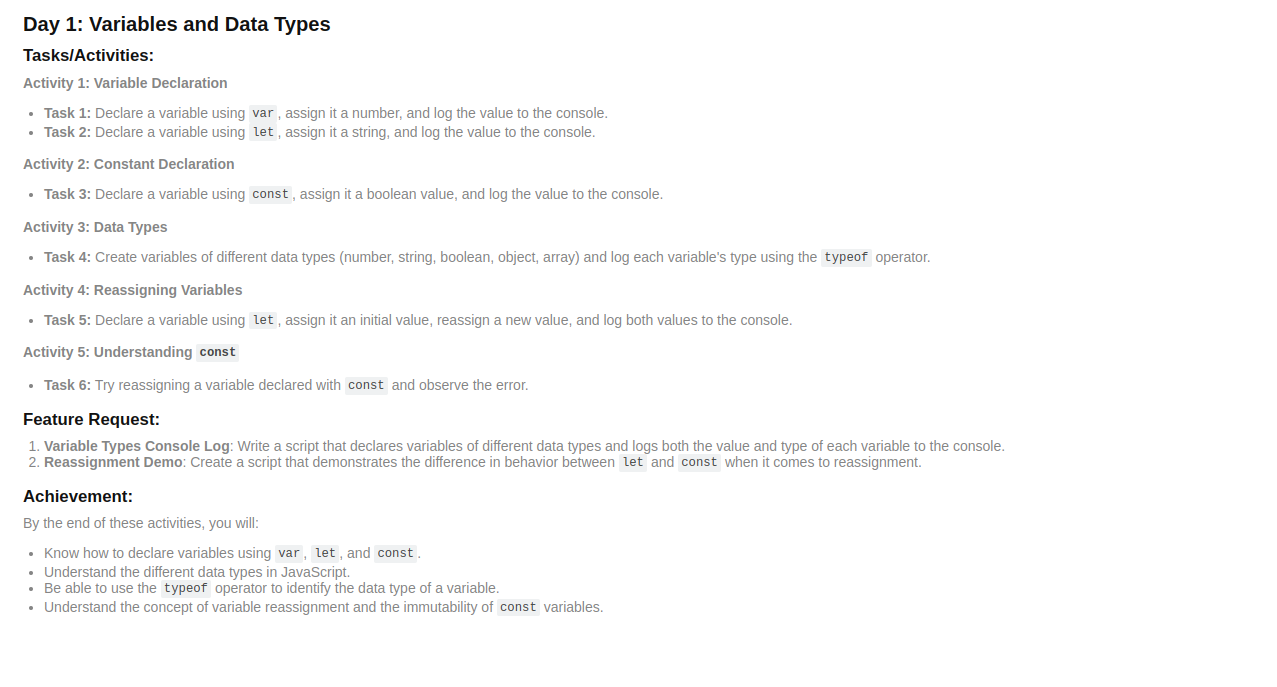 Day 1: Variables and Data Types
Tasks/Activities:
Activity 1: Variable Declaration
• Task 1: Declare a variable using var, assign it a number, and log the value to the console.
• Task 2: Declare a variable using let, assign it a string, and log the value to the console.
Activity 2: Constant Declaration
• Task 3: Declare a variable using const, assign it a boolean value, and log the value to the console.
Activity 3: Data Types
• Task 4: Create variables of different data types (number, string, boolean, object, array) and log each variable's type using the typeof operator.
Activity 4: Reassigning Variables
• Task 5: Declare a variable using let, assign it an initial value, reassign a new value, and log both values to the console.
Activity 5: Understanding const
• Task 6: Try reassigning a variable declared with const and observe the error.
Feature Request:
1. Variable Types Console Log: Write a script that declares variables of different data types and logs both the value and type of each variable to the console.
2. Reassignment Demo: Create a script that demonstrates the difference in behavior between let and const when it comes to reassignment.
Achievement:
By the end of these activities, you will:
• Know how to declare variables using var, let, and const.
• Understand the different data types in JavaScript.
• Be able to use the typeof operator to identify the data type of a variable.
• Understand the concept of variable reassignment and the immutability of const variables.